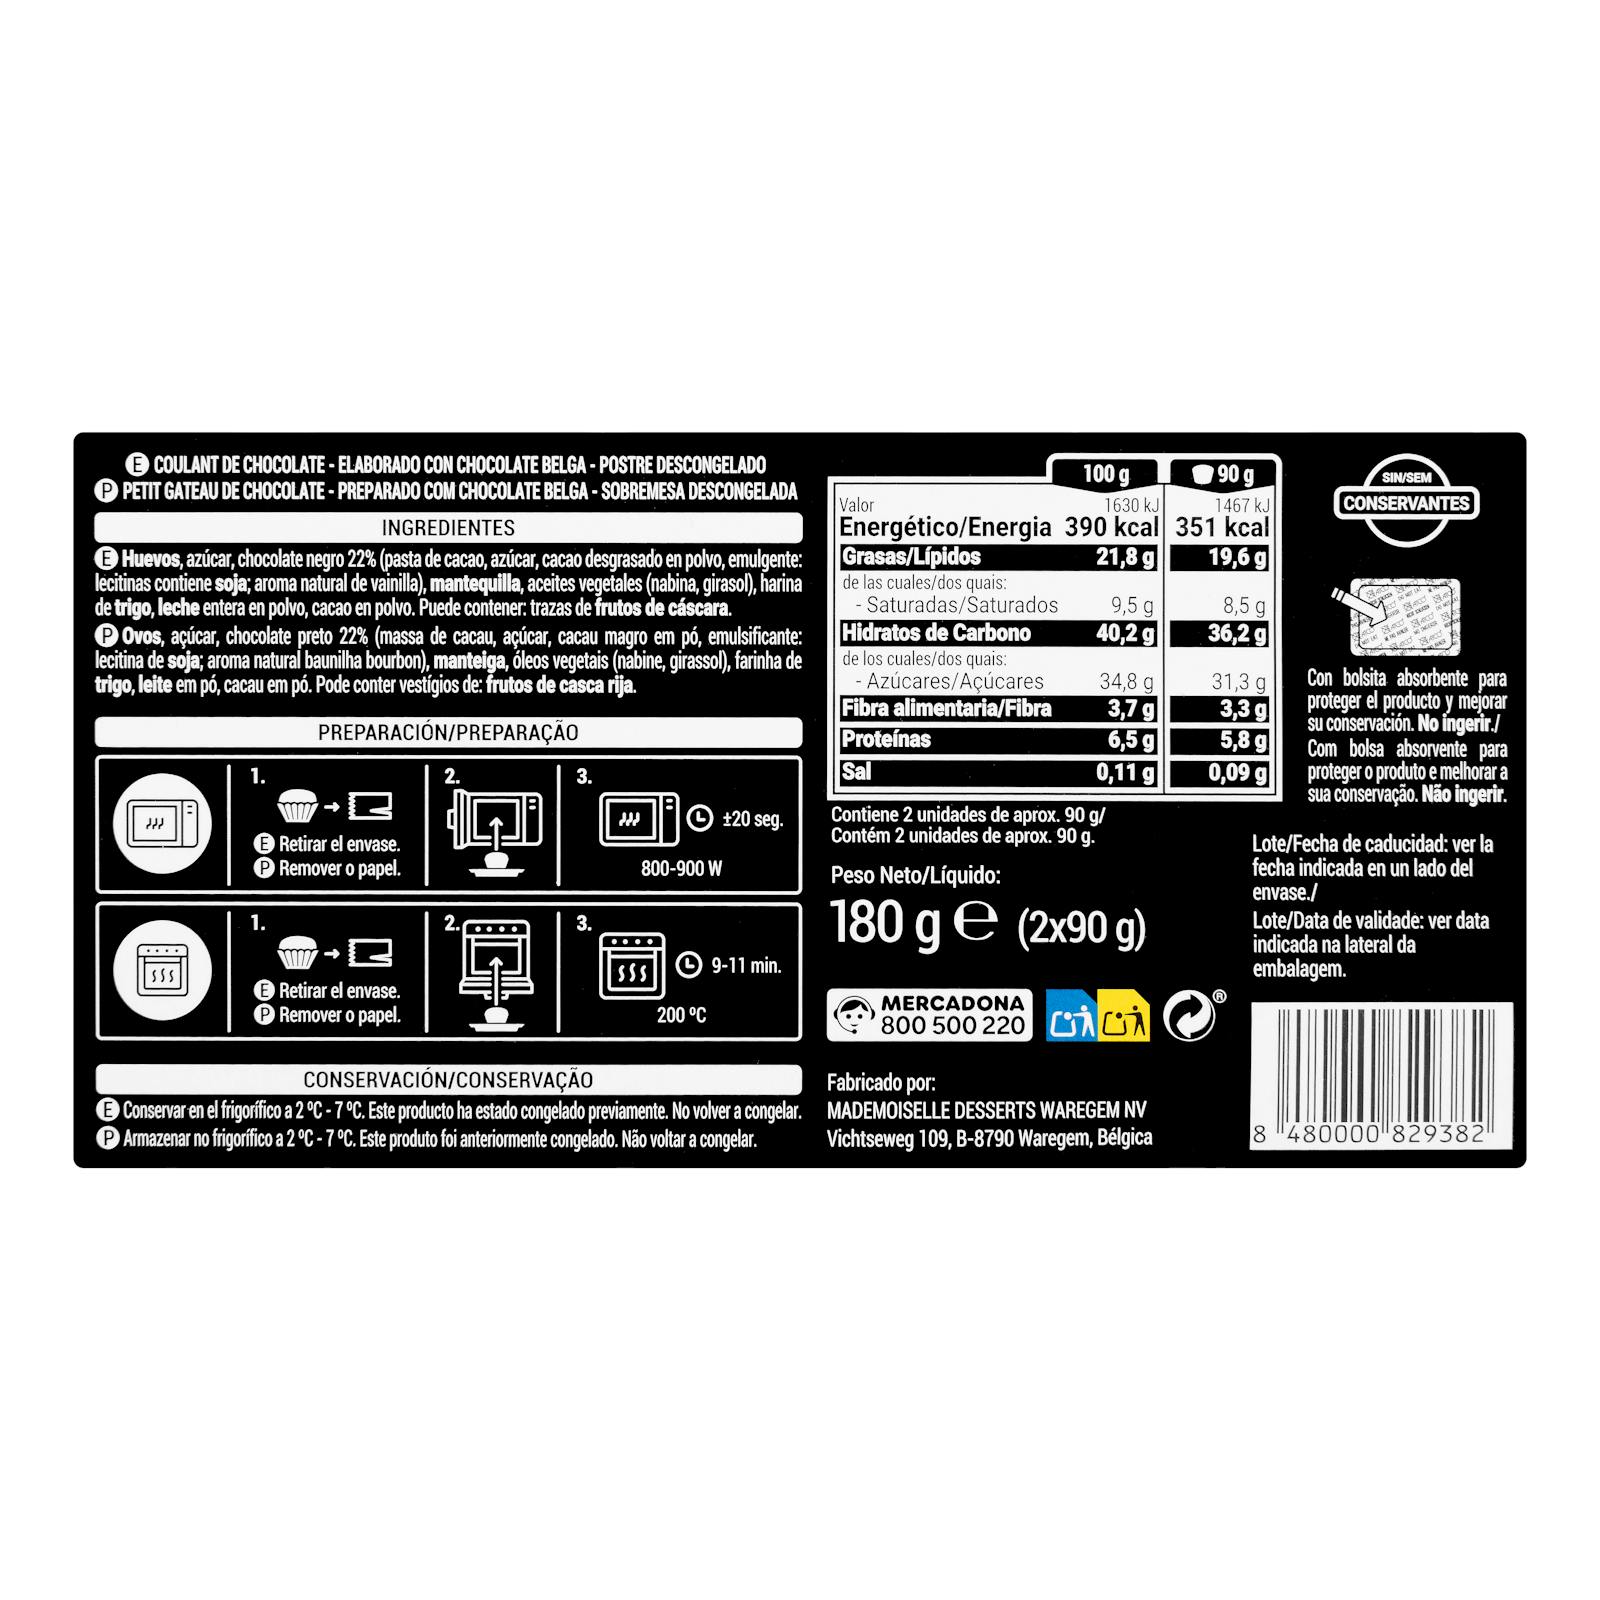 E COULANT DE CHOCOLATE - ELABORADO CON CHOCOLATE BELGA - POSTRE DESCONGELADO
P PETIT GATEAU DE CHOCOLATE - PREPARADO COM CHOCOLATE BELGA - SOBREMESA DESCONGELADA
INGREDIENTES
E Huevos, azúcar, chocolate negro 22% (pasta de cacao, azúcar, cacao desgrasado en polvo, emulgente:
lecitinas contiene soja; aroma natural de vainilla), mantequilla, aceites vegetales (nabina, girasol), harina
de trigo, leche entera en polvo, cacao en polvo. Puede contener: trazas de frutos de cáscara.
P Ovos, açúcar, chocolate preto 22% (massa de cacau, açúcar, cacau magro em pó, emulsificante:
lecitina de soja; aroma natural baunilha bourbon), manteiga, óleos vegetais (nabine, girassol), farinha de
trigo, leite em pó, cacau em pó. Pode conter vestígios de: frutos de casca rija.
PREPARACIÓN/PREPARAÇÃO
1. 2. 3.
±20 seg.
E Retirar el envase.
P Remover o papel.
800-900 W
1. 2. 3.
9-11 min.
E Retirar el envase.
P Remover o papel.
200 ºC
CONSERVACIÓN/CONSERVAÇÃO
E Conservar en el frigorífico a 2 ºC - 7 ºC. Este producto ha estado congelado previamente. No volver a congelar.
P Armazenar no frigorífico a 2 ºC - 7 ºC. Este produto foi anteriormente congelado. Não voltar a congelar.
100 g 90 g
Valor 1630 kJ 1467 kJ
Energético/Energia 390 kcal 351 kcal
Grasas/Lípidos 21,8 g 19,6 g
de las cuales/dos quais:
- Saturadas/Saturados 9,5 g 8,5 g
Hidratos de Carbono 40,2 g 36,2 g
de los cuales/dos quais:
- Azúcares/Açúcares 34,8 g 31,3 g
Fibra alimentaria/Fibra 3,7 g 3,3 g
Proteínas 6,5 g 5,8 g
Sal 0,11 g 0,09 g
Contiene 2 unidades de aprox. 90 g/
Contém 2 unidades de aprox. 90 g.
Peso Neto/Líquido:
180 g ℮ (2x90 g)
MERCADONA
800 500 220
®
Fabricado por:
MADEMOISELLE DESSERTS WAREGEM NV
Vichtseweg 109, B-8790 Waregem, Bélgica
SIN/SEM
CONSERVANTES
Con bolsita absorbente para
proteger el producto y mejorar
su conservación. No ingerir./
Com bolsa absorvente para
proteger o produto e melhorar a
sua conservação. Não ingerir.
Lote/Fecha de caducidad: ver la
fecha indicada en un lado del
envase./
Lote/Data de validade: ver data
indicada na lateral da
embalagem.
8 480000 829382